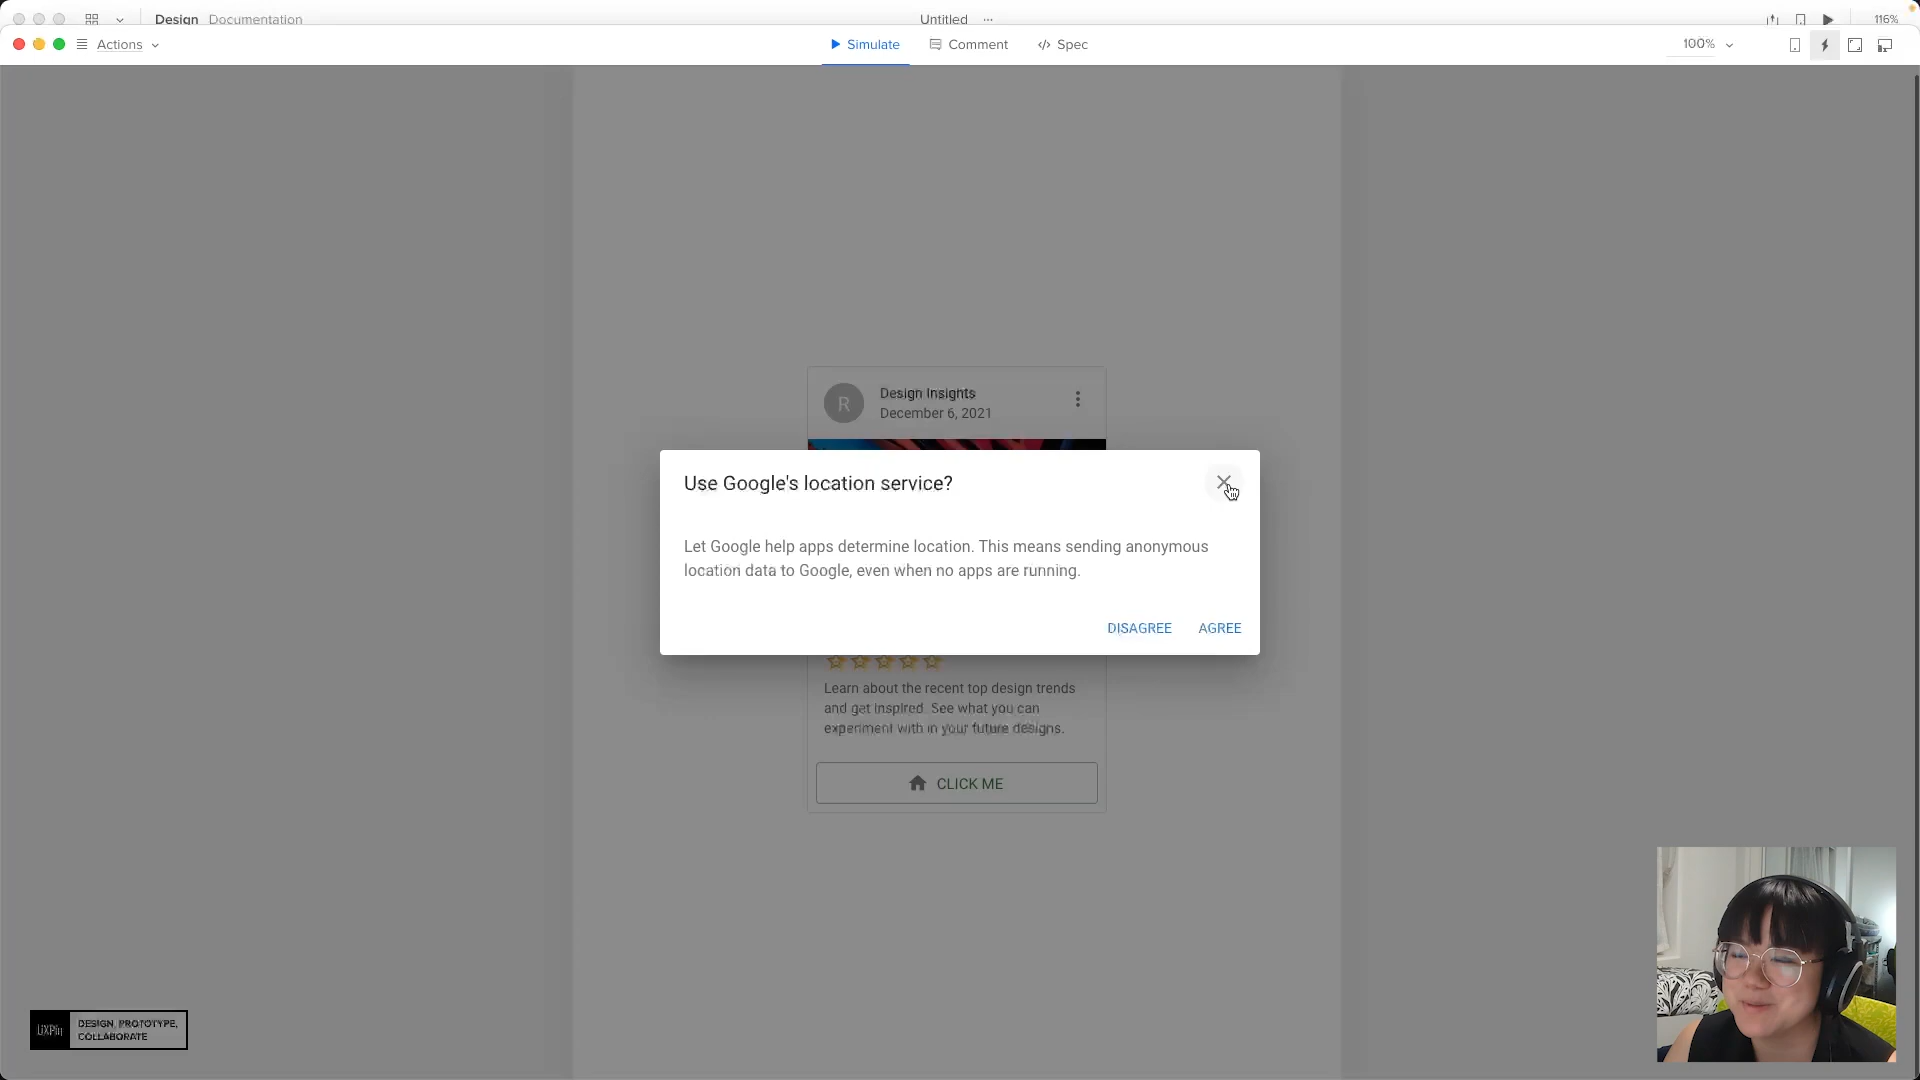 Design Documentation
Untitled ...
116%
Actions
Simulate
Comment
Spec
100%
R
Design Insights
December 6, 2021
Use Google's location service?
Let Google help apps determine location. This means sending anonymous
location data to Google, even when no apps are running.
DISAGREE AGREE
Learn about the recent top design trends
and get inspired. See what you can
experiment with in your future designs.
CLICK ME
UXPin
DESIGN, PROTOTYPE,
COLLABORATE